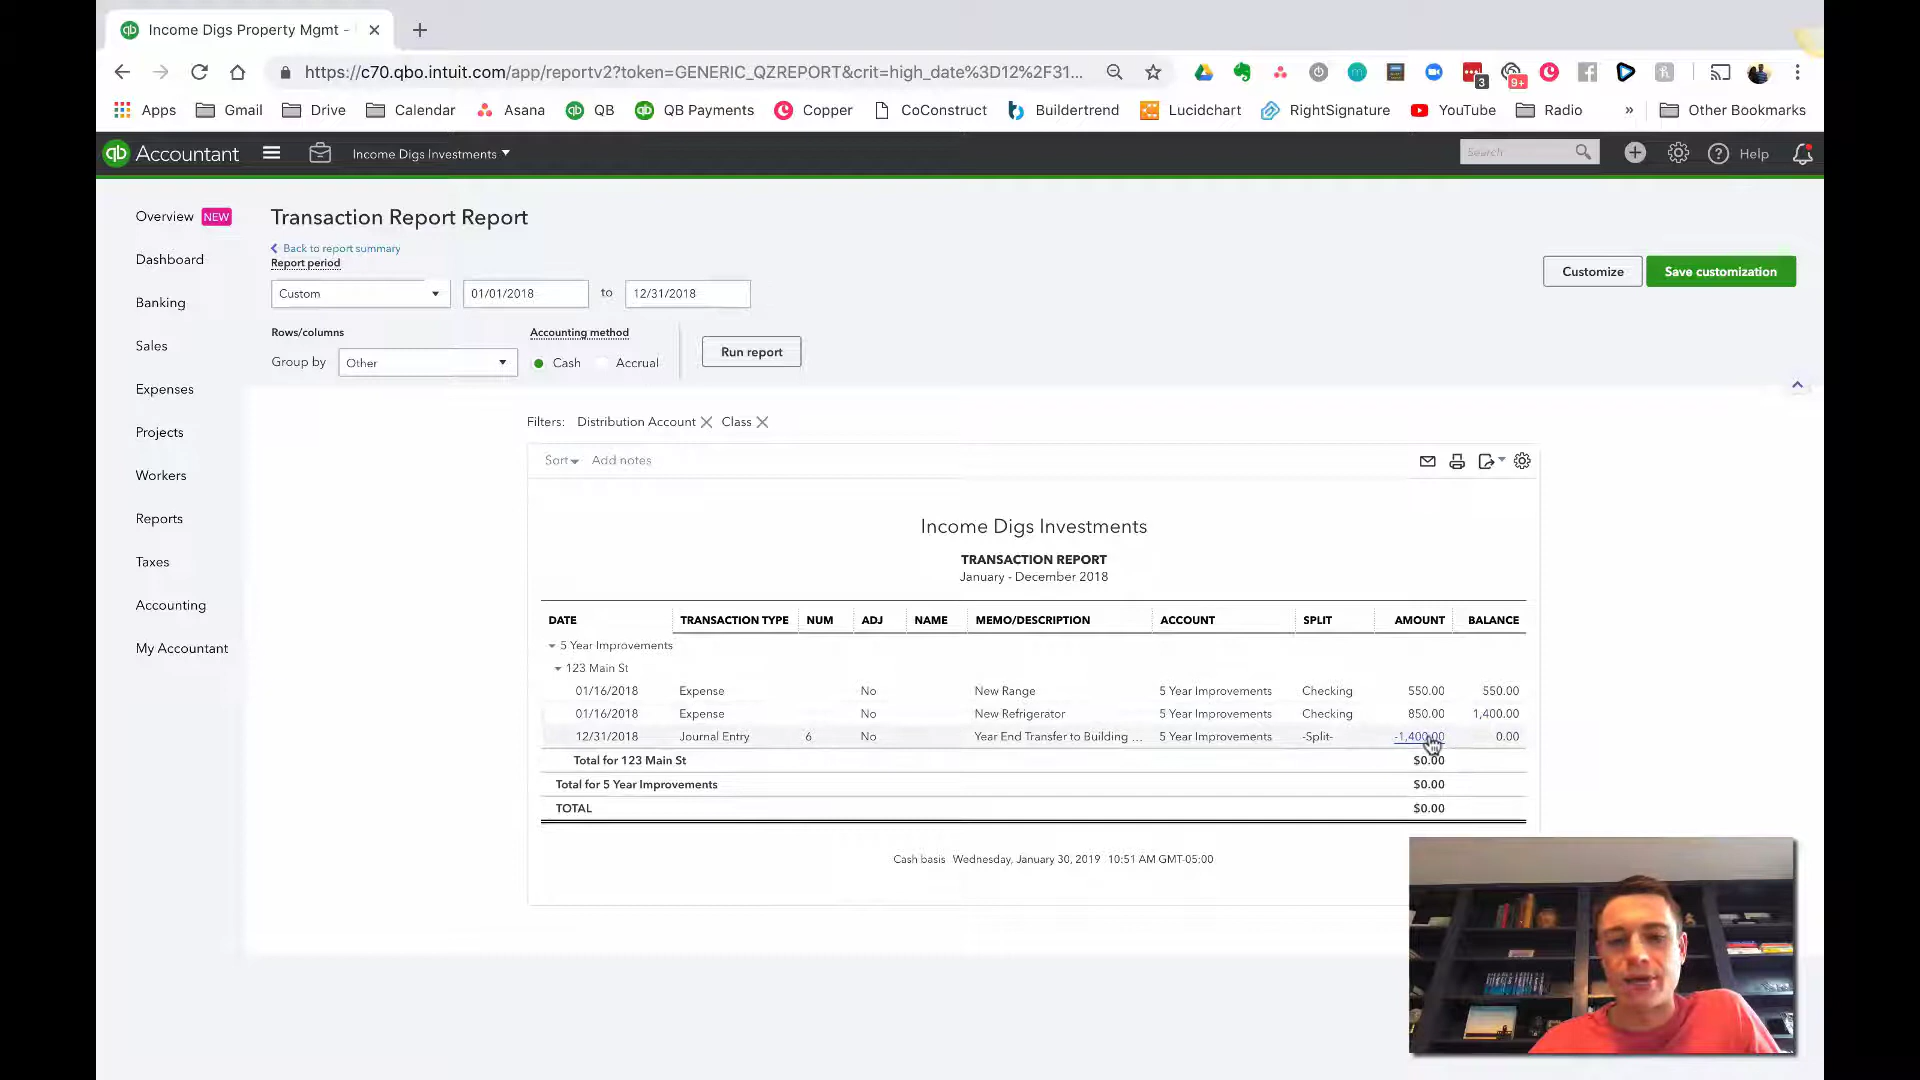 Income Digs Property Mgmt -
https://c70.qbo.intuit.com/app/reportv2?token=GENERIC_QZREPORT&crit=high_date%3D12%2F31...
3
9+
Apps Gmail Drive Calendar Asana QB QB Payments Copper CoConstruct Buildertrend Lucidchart RightSignature YouTube Radio » Other Bookmarks
qb Accountant Income Digs Investments Search Help
Overview NEW
Dashboard
Banking
Sales
Expenses
Projects
Workers
Reports
Taxes
Accounting
My Accountant
Transaction Report Report
Back to report summary
Report period
Custom 01/01/2018 to 12/31/2018
Customize Save customization
Rows/columns Accounting method
Group by Other Cash Accrual Run report
Filters: Distribution Account Class
Sort Add notes
Income Digs Investments
TRANSACTION REPORT
January - December 2018
DATE TRANSACTION TYPE NUM ADJ NAME MEMO/DESCRIPTION ACCOUNT SPLIT AMOUNT BALANCE
5 Year Improvements
123 Main St
01/16/2018 Expense No New Range 5 Year Improvements Checking 550.00 550.00
01/16/2018 Expense No New Refrigerator 5 Year Improvements Checking 850.00 1,400.00
12/31/2018 Journal Entry 6 No Year End Transfer to Building ... 5 Year Improvements -Split- -1,400.00 0.00
Total for 123 Main St $0.00
Total for 5 Year Improvements $0.00
TOTAL $0.00
Cash basis Wednesday, January 30, 2019 10:51 AM GMT-05:00